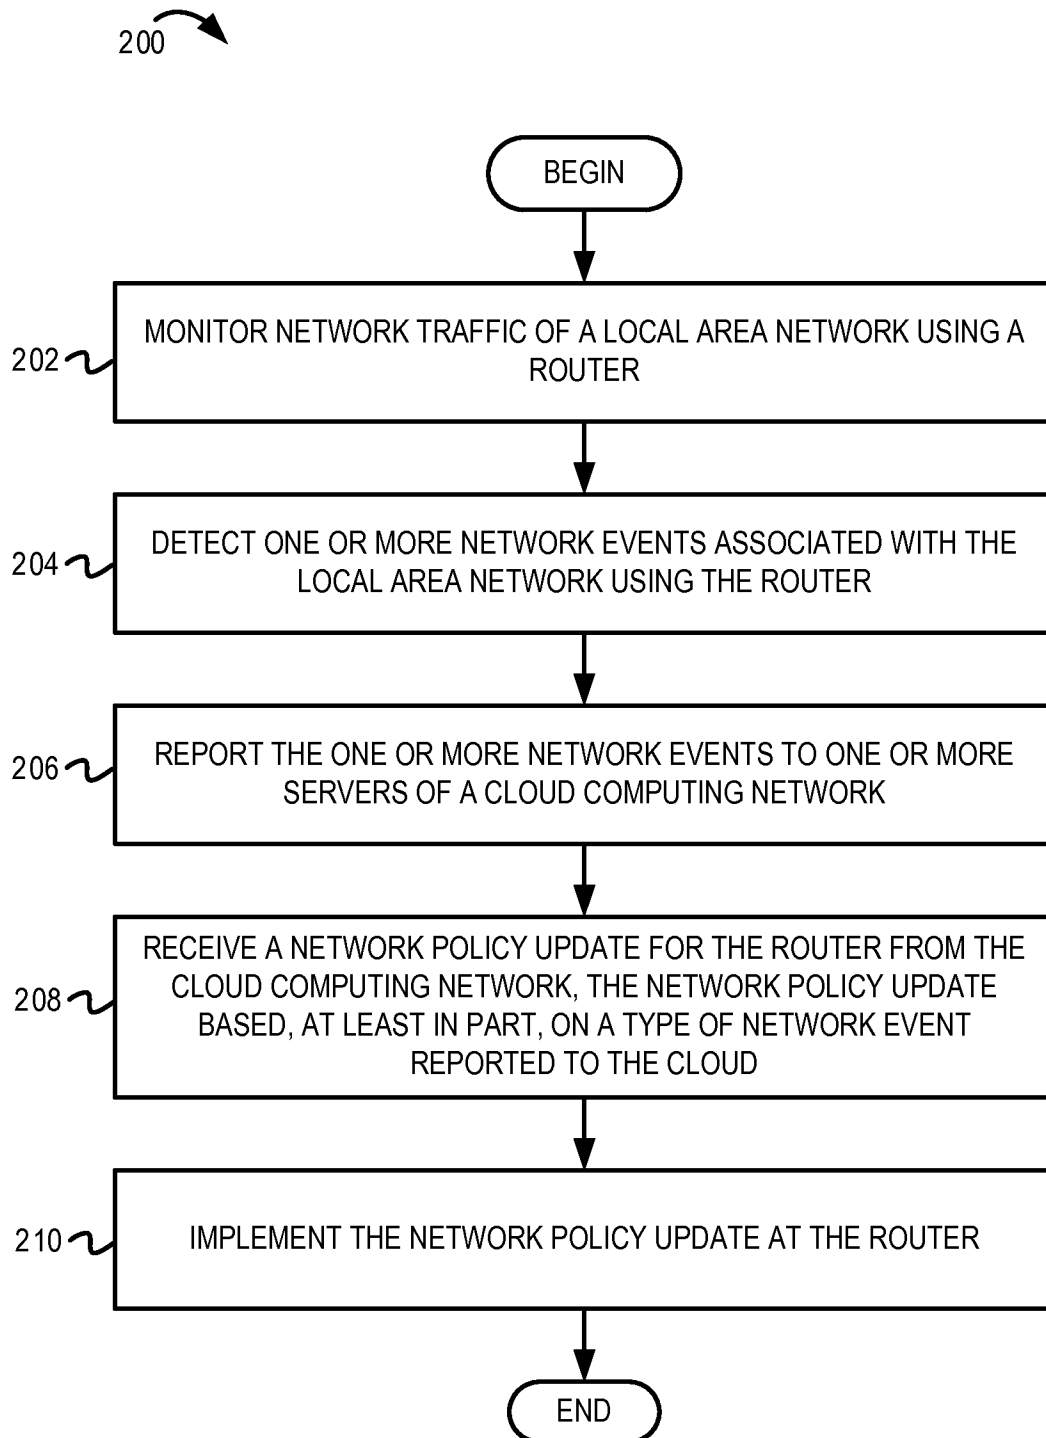 200
BEGIN
202
MONITOR NETWORK TRAFFIC OF A LOCAL AREA NETWORK USING A
ROUTER
204
DETECT ONE OR MORE NETWORK EVENTS ASSOCIATED WITH THE
LOCAL AREA NETWORK USING THE ROUTER
206
REPORT THE ONE OR MORE NETWORK EVENTS TO ONE OR MORE
SERVERS OF A CLOUD COMPUTING NETWORK
208
RECEIVE A NETWORK POLICY UPDATE FOR THE ROUTER FROM THE
CLOUD COMPUTING NETWORK, THE NETWORK POLICY UPDATE
BASED, AT LEAST IN PART, ON A TYPE OF NETWORK EVENT
REPORTED TO THE CLOUD
210
IMPLEMENT THE NETWORK POLICY UPDATE AT THE ROUTER
END